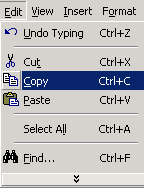 Edit View Insert Format
Undo Typing Ctrl+Z
Cut Ctrl+X
Copy Ctrl+C
Paste Ctrl+V
Select All Ctrl+A
Find... Ctrl+F